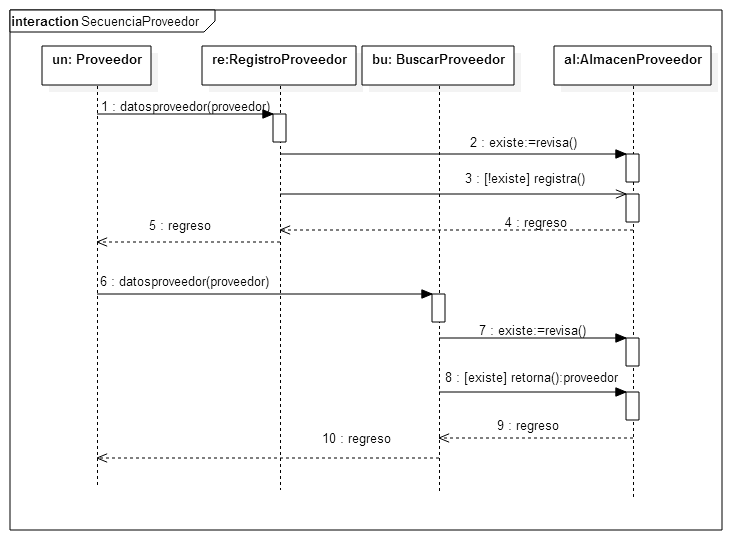 interaction SecuenciaProveedor
un: Proveedor
re:RegistroProveedor
bu: BuscarProveedor
al:AlmacenProveedor
1 : datosproveedor(proveedor)
2 : existe:=revisa()
3 : [!existe] registra()
4 : regreso
5 : regreso
6 : datosproveedor(proveedor)
7 : existe:=revisa()
8 : [existe] retorna():proveedor
9 : regreso
10 : regreso